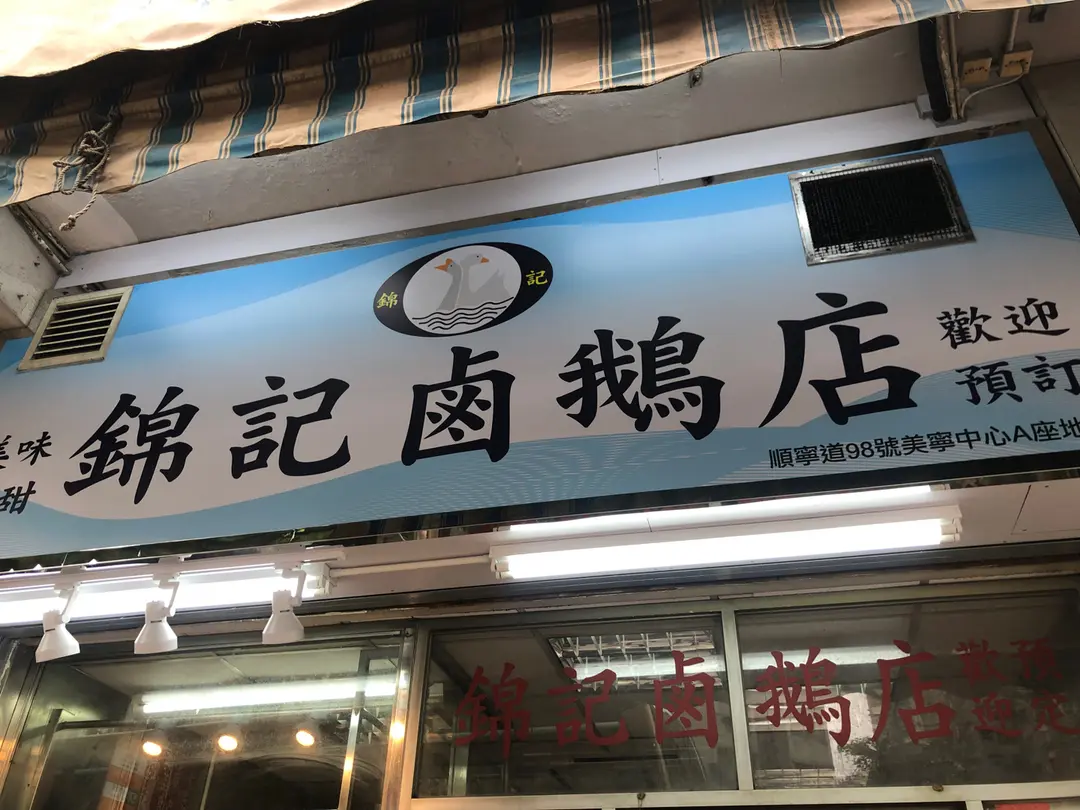 錦 記
美味
甜
錦記鹵鵝店
歡迎
預訂
順寧道98號美寧中心A座地
錦記鹵鵝店
歡迎
預定